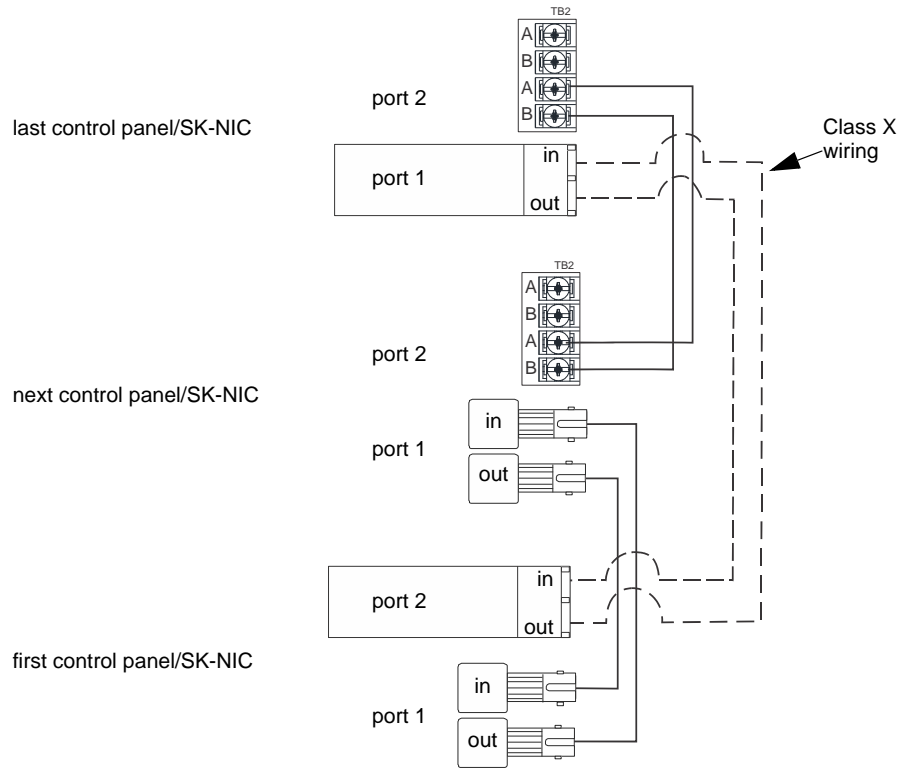 TB2
A
B
A
B
port 2
last control panel/SK-NIC
Class X
wiring
in
port 1
out
TB2
A
B
A
B
port 2
next control panel/SK-NIC
in
port 1
out
in
port 2
out
first control panel/SK-NIC
in
port 1
out